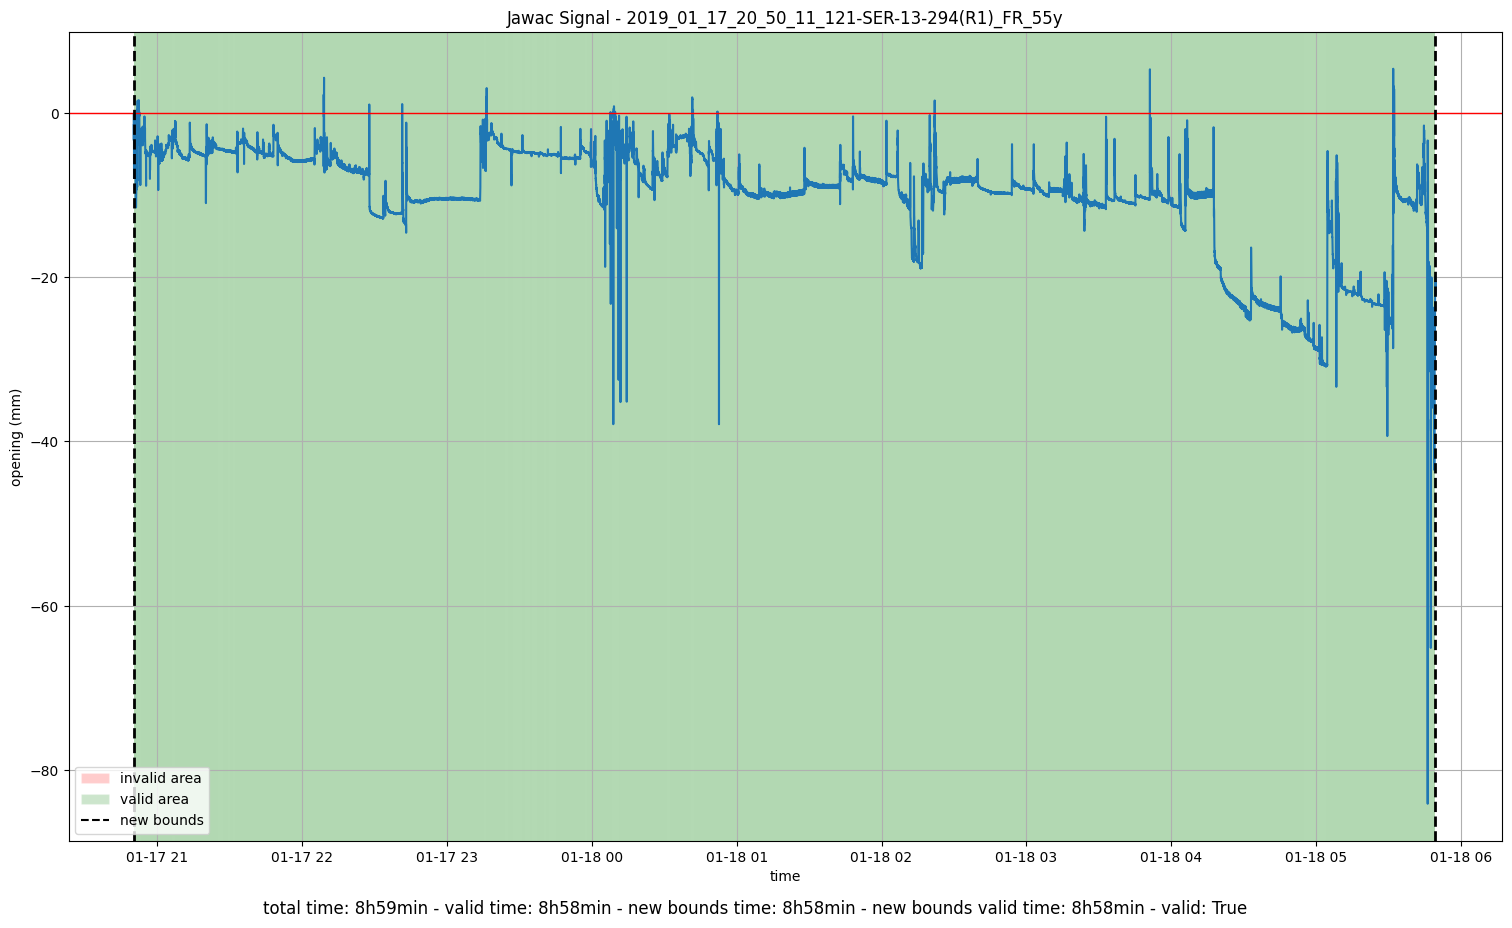 Jawac Signal - 2019_01_17_20_50_11_121-SER-13-294(R1)_FR_55y
0
−20
−40
−60
−80
opening (mm)
invalid area
valid area
new bounds
01-17 21
01-17 22
01-17 23
01-18 00
01-18 01
01-18 02
01-18 03
01-18 04
01-18 05
01-18 06
time
total time: 8h59min - valid time: 8h58min - new bounds time: 8h58min - new bounds valid time: 8h58min - valid: True